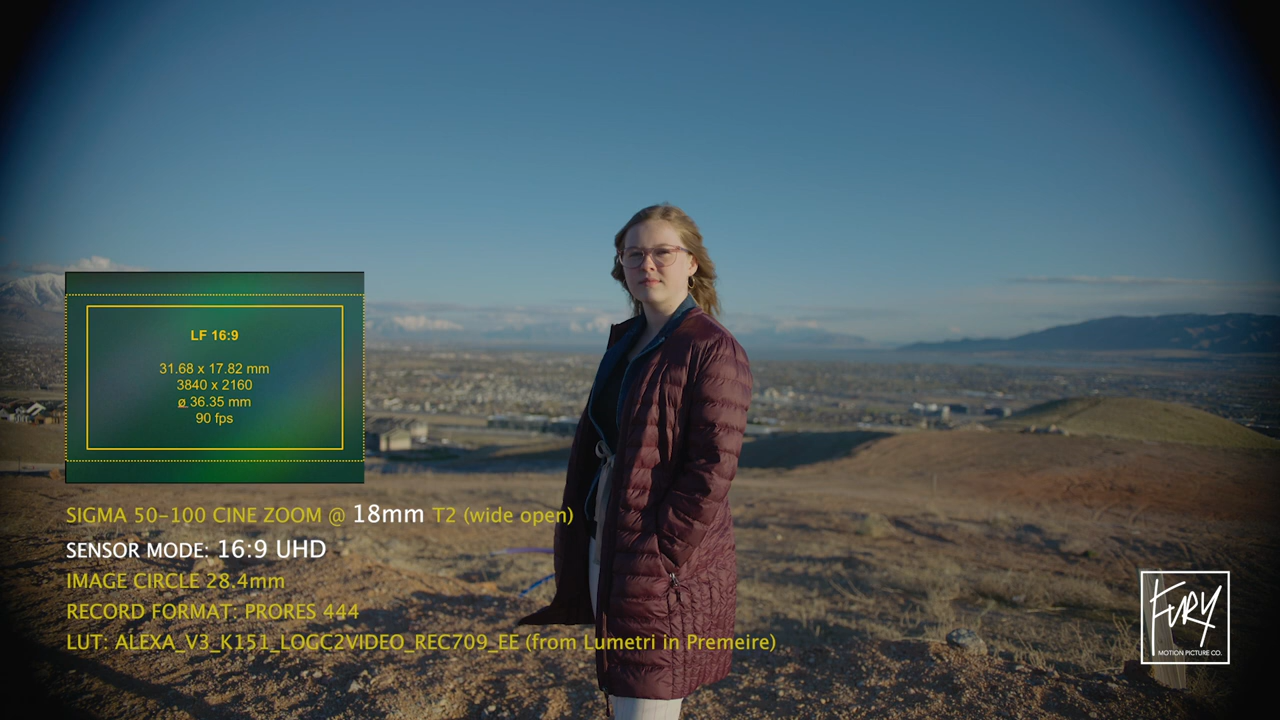 LF 16:9
31.68 x 17.82 mm
3840 x 2160
ø 36.35 mm
90 fps
SIGMA 50-100 CINE ZOOM @ 18mm T2 (wide open)
SENSOR MODE: 16:9 UHD
IMAGE CIRCLE 28.4mm
RECORD FORMAT: PRORES 444
LUT: ALEXA_V3_K151_LOGC2VIDEO_REC709_EE (from Lumetri in Premeire)
FURY
MOTION PICTURE CO.